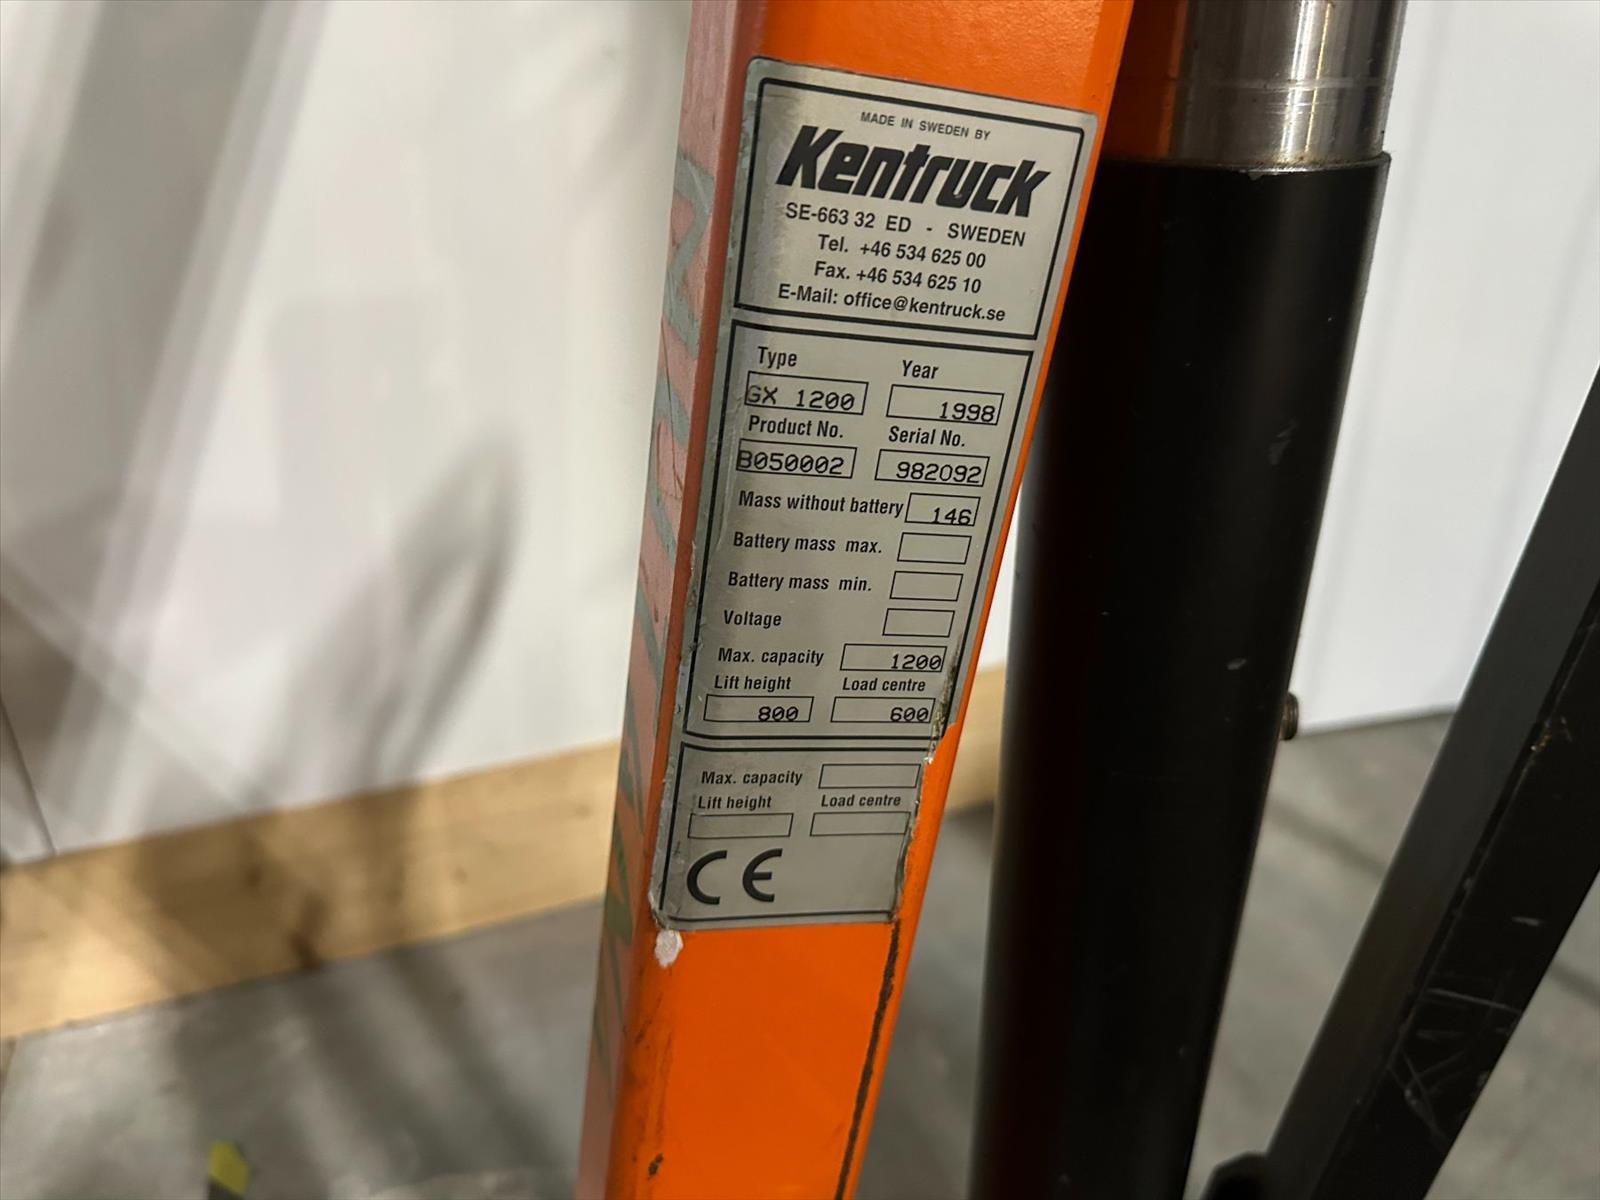 MADE IN SWEDEN BY
Kentruck
SE-663 32 ED - SWEDEN
Tel. +46 534 625 00
Fax. +46 534 625 10
E-Mail: office@kentruck.se
Type Year
GX 1200 1998
Product No. Serial No.
B050002 982092
Mass without battery 146
Battery mass max.
Battery mass min.
Voltage
Max. capacity 1200
Lift height Load centre
800 600
Max. capacity
Lift height Load centre
CE